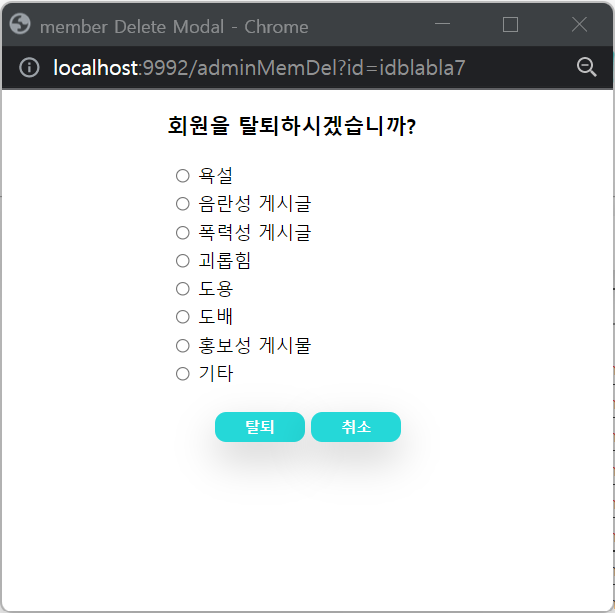 member Delete Modal - Chrome
localhost:9992/adminMemDel?id=idblabla7
회원을 탈퇴하시겠습니까?
욕설
음란성 게시글
폭력성 게시글
괴롭힘
도용
도배
홍보성 게시물
기타
탈퇴 취소